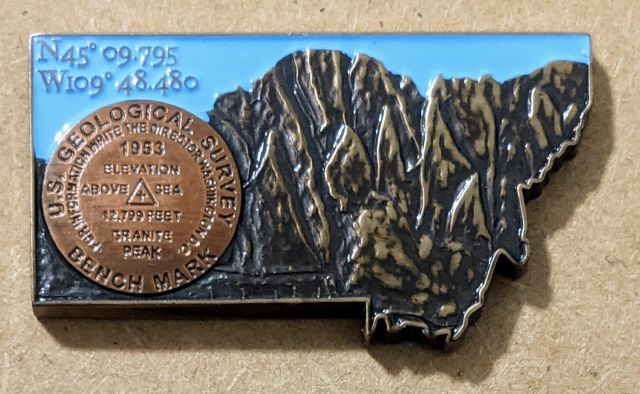 N45° 09.795
W109° 48.480
U.S. GEOLOGICAL SURVEY
FOR INFORMATION WRITE THE DIRECTOR, WASHINGTON D.C.
1953
ELEVATION
ABOVE SEA
12,799 FEET
GRANITE
PEAK
BENCH MARK